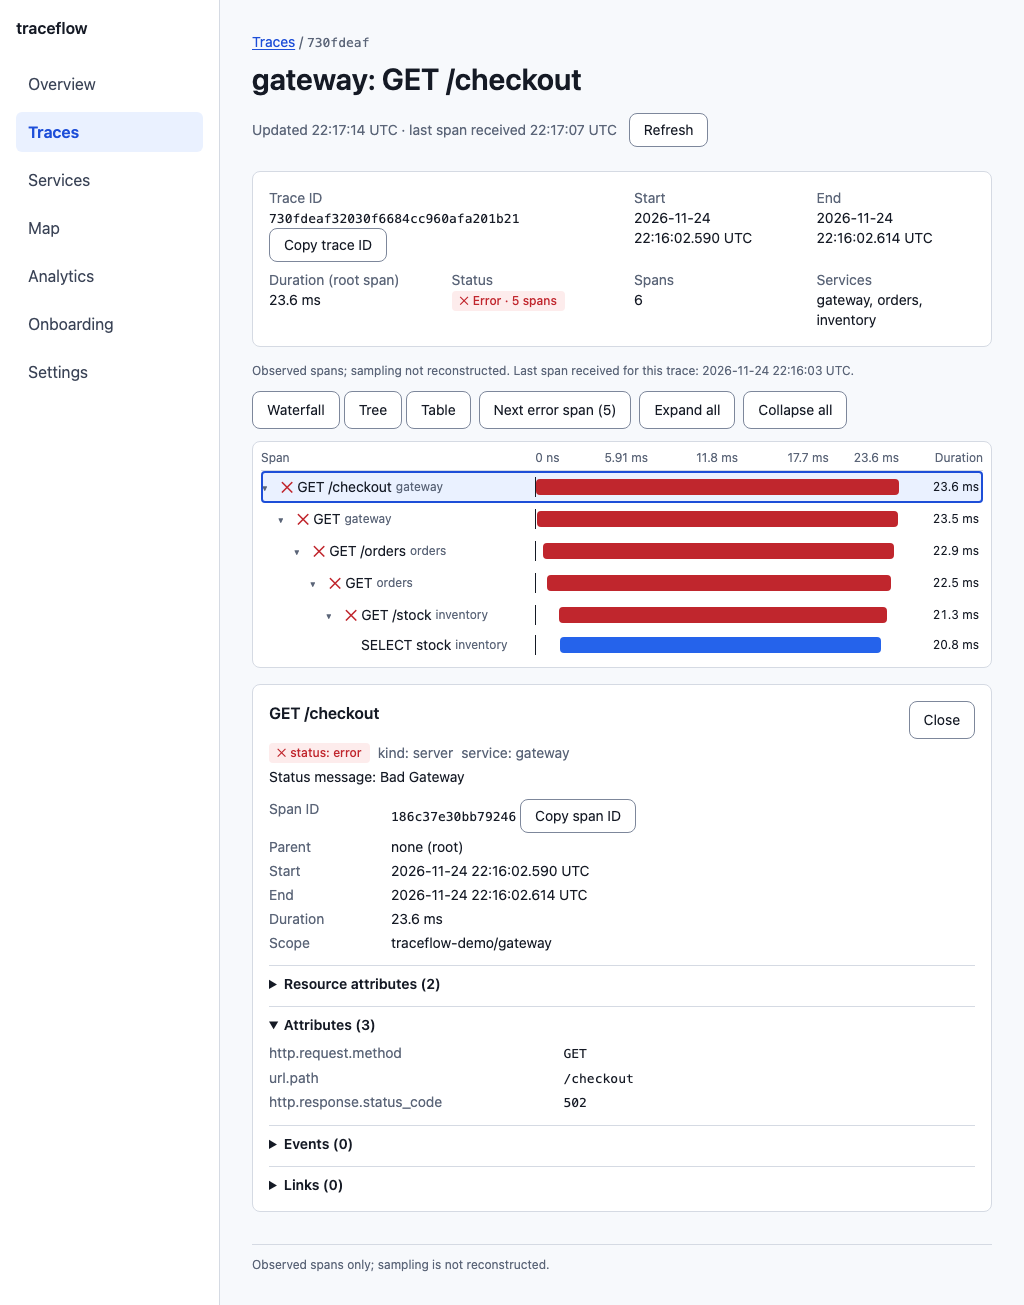 traceflow
Overview
Traces
Services
Map
Analytics
Onboarding
Settings
Traces / 730fdeaf
gateway: GET /checkout
Updated 22:17:14 UTC · last span received 22:17:07 UTC
Refresh
Trace ID
730fdeaf32030f6684cc960afa201b21
Copy trace ID
Start
2026-11-24
22:16:02.590 UTC
End
2026-11-24
22:16:02.614 UTC
Duration (root span)
23.6 ms
Status
Error · 5 spans
Spans
6
Services
gateway, orders,
inventory
Observed spans; sampling not reconstructed. Last span received for this trace: 2026-11-24 22:16:03 UTC.
Waterfall Tree Table Next error span (5) Expand all Collapse all
Span 0 ns 5.91 ms 11.8 ms 17.7 ms 23.6 ms Duration
GET /checkout gateway 23.6 ms
GET gateway 23.5 ms
GET /orders orders 22.9 ms
GET orders 22.5 ms
GET /stock inventory 21.3 ms
SELECT stock inventory 20.8 ms
GET /checkout
Close
status: error kind: server service: gateway
Status message: Bad Gateway
Span ID 186c37e30bb79246 Copy span ID
Parent none (root)
Start 2026-11-24 22:16:02.590 UTC
End 2026-11-24 22:16:02.614 UTC
Duration 23.6 ms
Scope traceflow-demo/gateway
Resource attributes (2)
Attributes (3)
http.request.method GET
url.path /checkout
http.response.status_code 502
Events (0)
Links (0)
Observed spans only; sampling is not reconstructed.